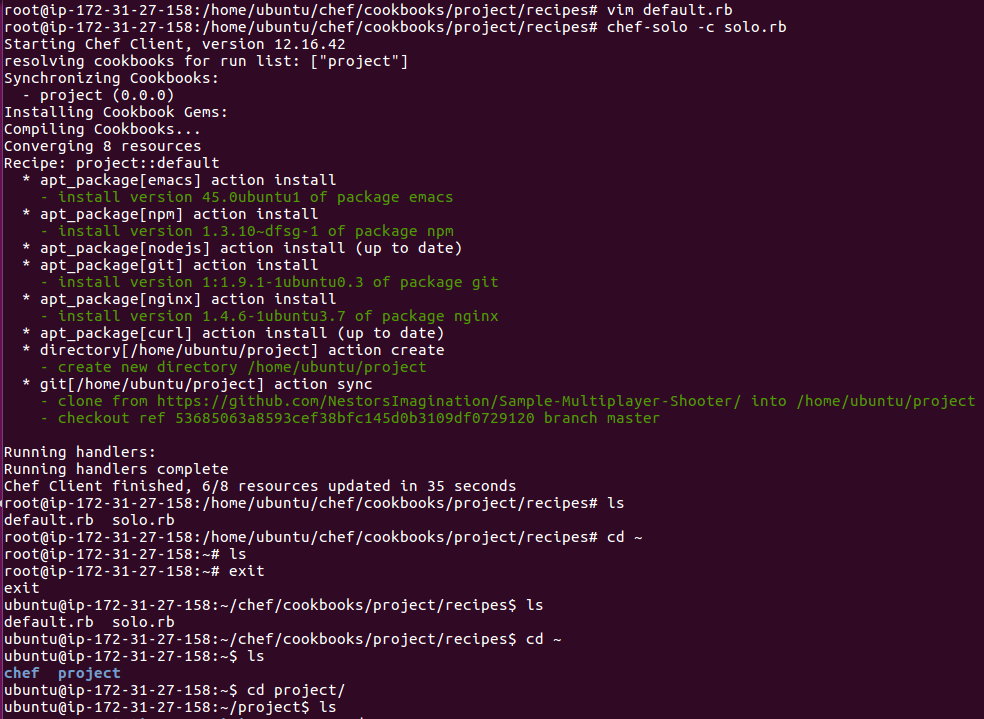 root@ip-172-31-27-158:/home/ubuntu/chef/cookbooks/project/recipes# vim default.rb
root@ip-172-31-27-158:/home/ubuntu/chef/cookbooks/project/recipes# chef-solo -c solo.rb
Starting Chef Client, version 12.16.42
resolving cookbooks for run list: ["project"]
Synchronizing Cookbooks:
  - project (0.0.0)
Installing Cookbook Gems:
Compiling Cookbooks...
Converging 8 resources
Recipe: project::default
  * apt_package[emacs] action install
    - install version 45.0ubuntu1 of package emacs
  * apt_package[npm] action install
    - install version 1.3.10~dfsg-1 of package npm
  * apt_package[nodejs] action install (up to date)
  * apt_package[git] action install
    - install version 1:1.9.1-1ubuntu0.3 of package git
  * apt_package[nginx] action install
    - install version 1.4.6-1ubuntu3.7 of package nginx
  * apt_package[curl] action install (up to date)
  * directory[/home/ubuntu/project] action create
    - create new directory /home/ubuntu/project
  * git[/home/ubuntu/project] action sync
    - clone from https://github.com/NestorsImagination/Sample-Multiplayer-Shooter/ into /home/ubuntu/project
    - checkout ref 53685063a8593cef38bfc145d0b3109df0729120 branch master

Running handlers:
Running handlers complete
Chef Client finished, 6/8 resources updated in 35 seconds
root@ip-172-31-27-158:/home/ubuntu/chef/cookbooks/project/recipes# ls
default.rb  solo.rb
root@ip-172-31-27-158:/home/ubuntu/chef/cookbooks/project/recipes# cd ~
root@ip-172-31-27-158:~# ls
root@ip-172-31-27-158:~# exit
exit
ubuntu@ip-172-31-27-158:~/chef/cookbooks/project/recipes$ ls
default.rb  solo.rb
ubuntu@ip-172-31-27-158:~/chef/cookbooks/project/recipes$ cd ~
ubuntu@ip-172-31-27-158:~$ ls
chef  project
ubuntu@ip-172-31-27-158:~$ cd project/
ubuntu@ip-172-31-27-158:~/project$ ls